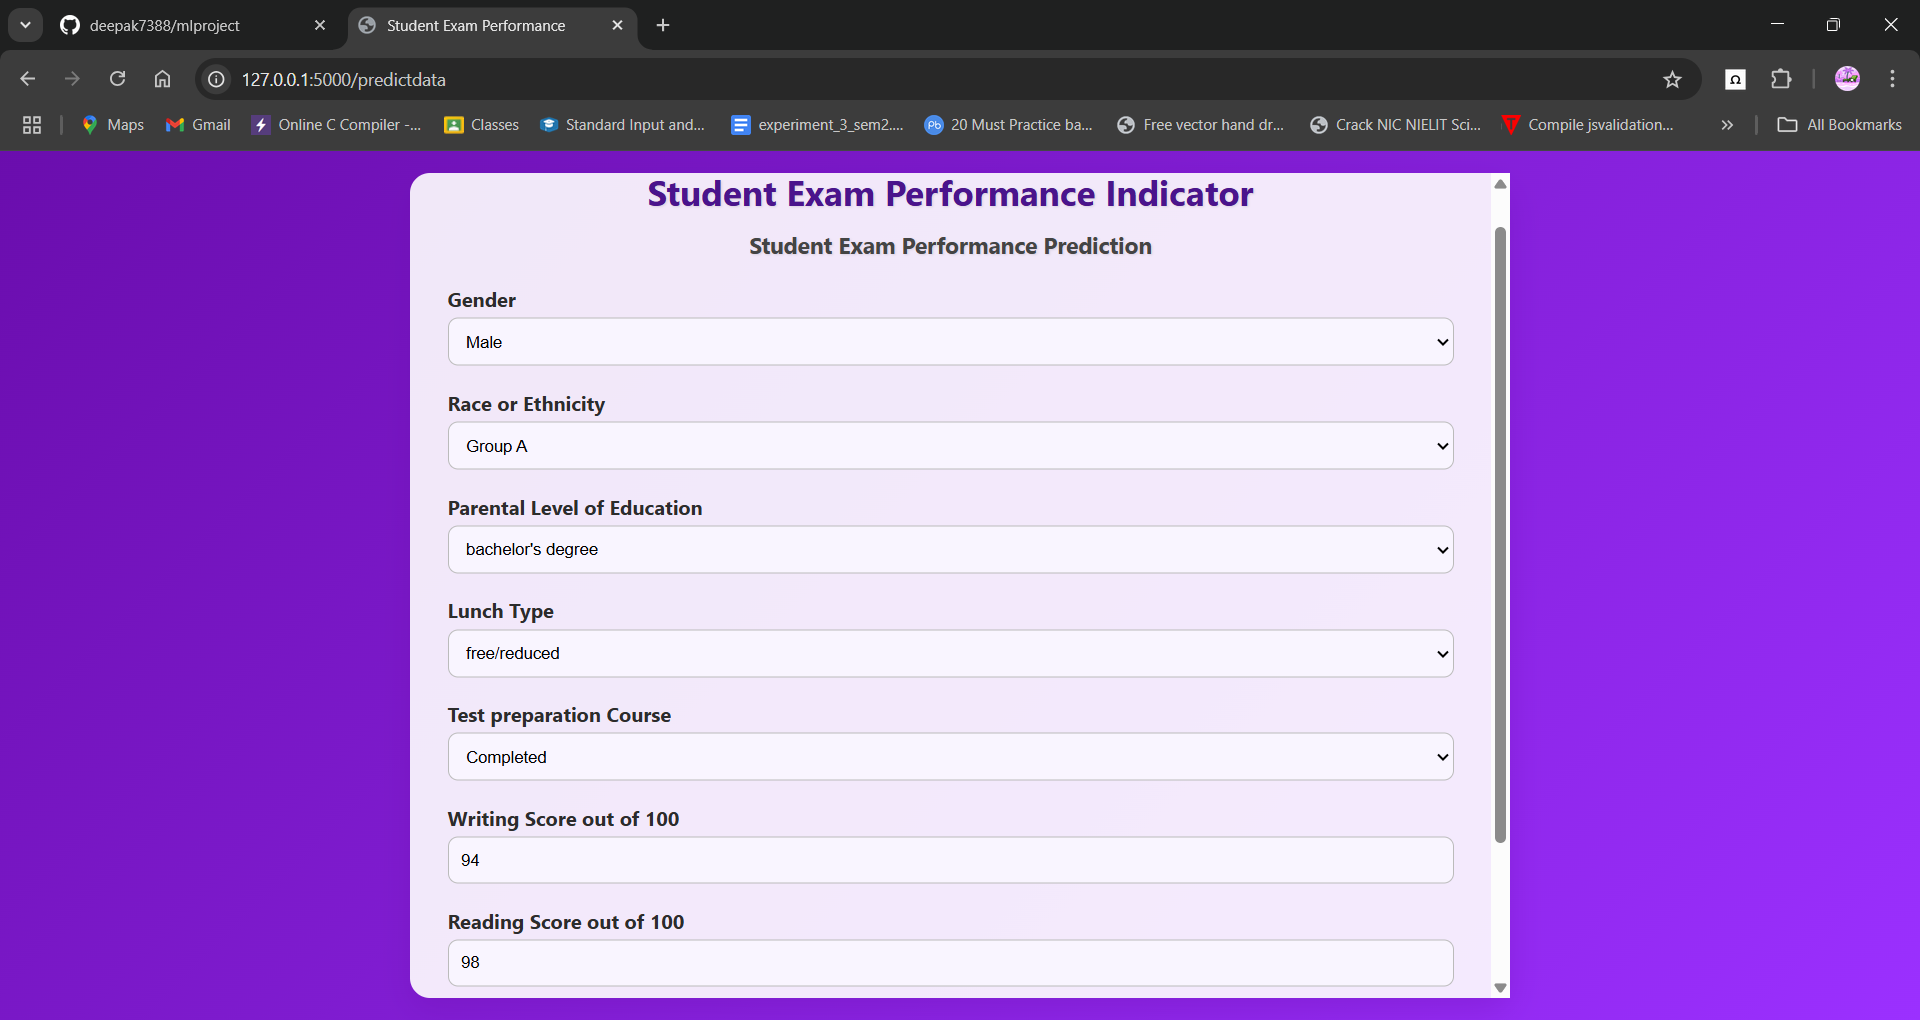 deepak7388/mlproject
Student Exam Performance
127.0.0.1:5000/predictdata
Maps
Gmail
Online C Compiler -...
Classes
Standard Input and...
experiment_3_sem2....
Pb
20 Must Practice ba...
Free vector hand dr...
Crack NIC NIELIT Sci...
Compile jsvalidation...
All Bookmarks
Student Exam Performance Indicator
Student Exam Performance Prediction
Gender
Male
Race or Ethnicity
Group A
Parental Level of Education
bachelor's degree
Lunch Type
free/reduced
Test preparation Course
Completed
Writing Score out of 100
94
Reading Score out of 100
98